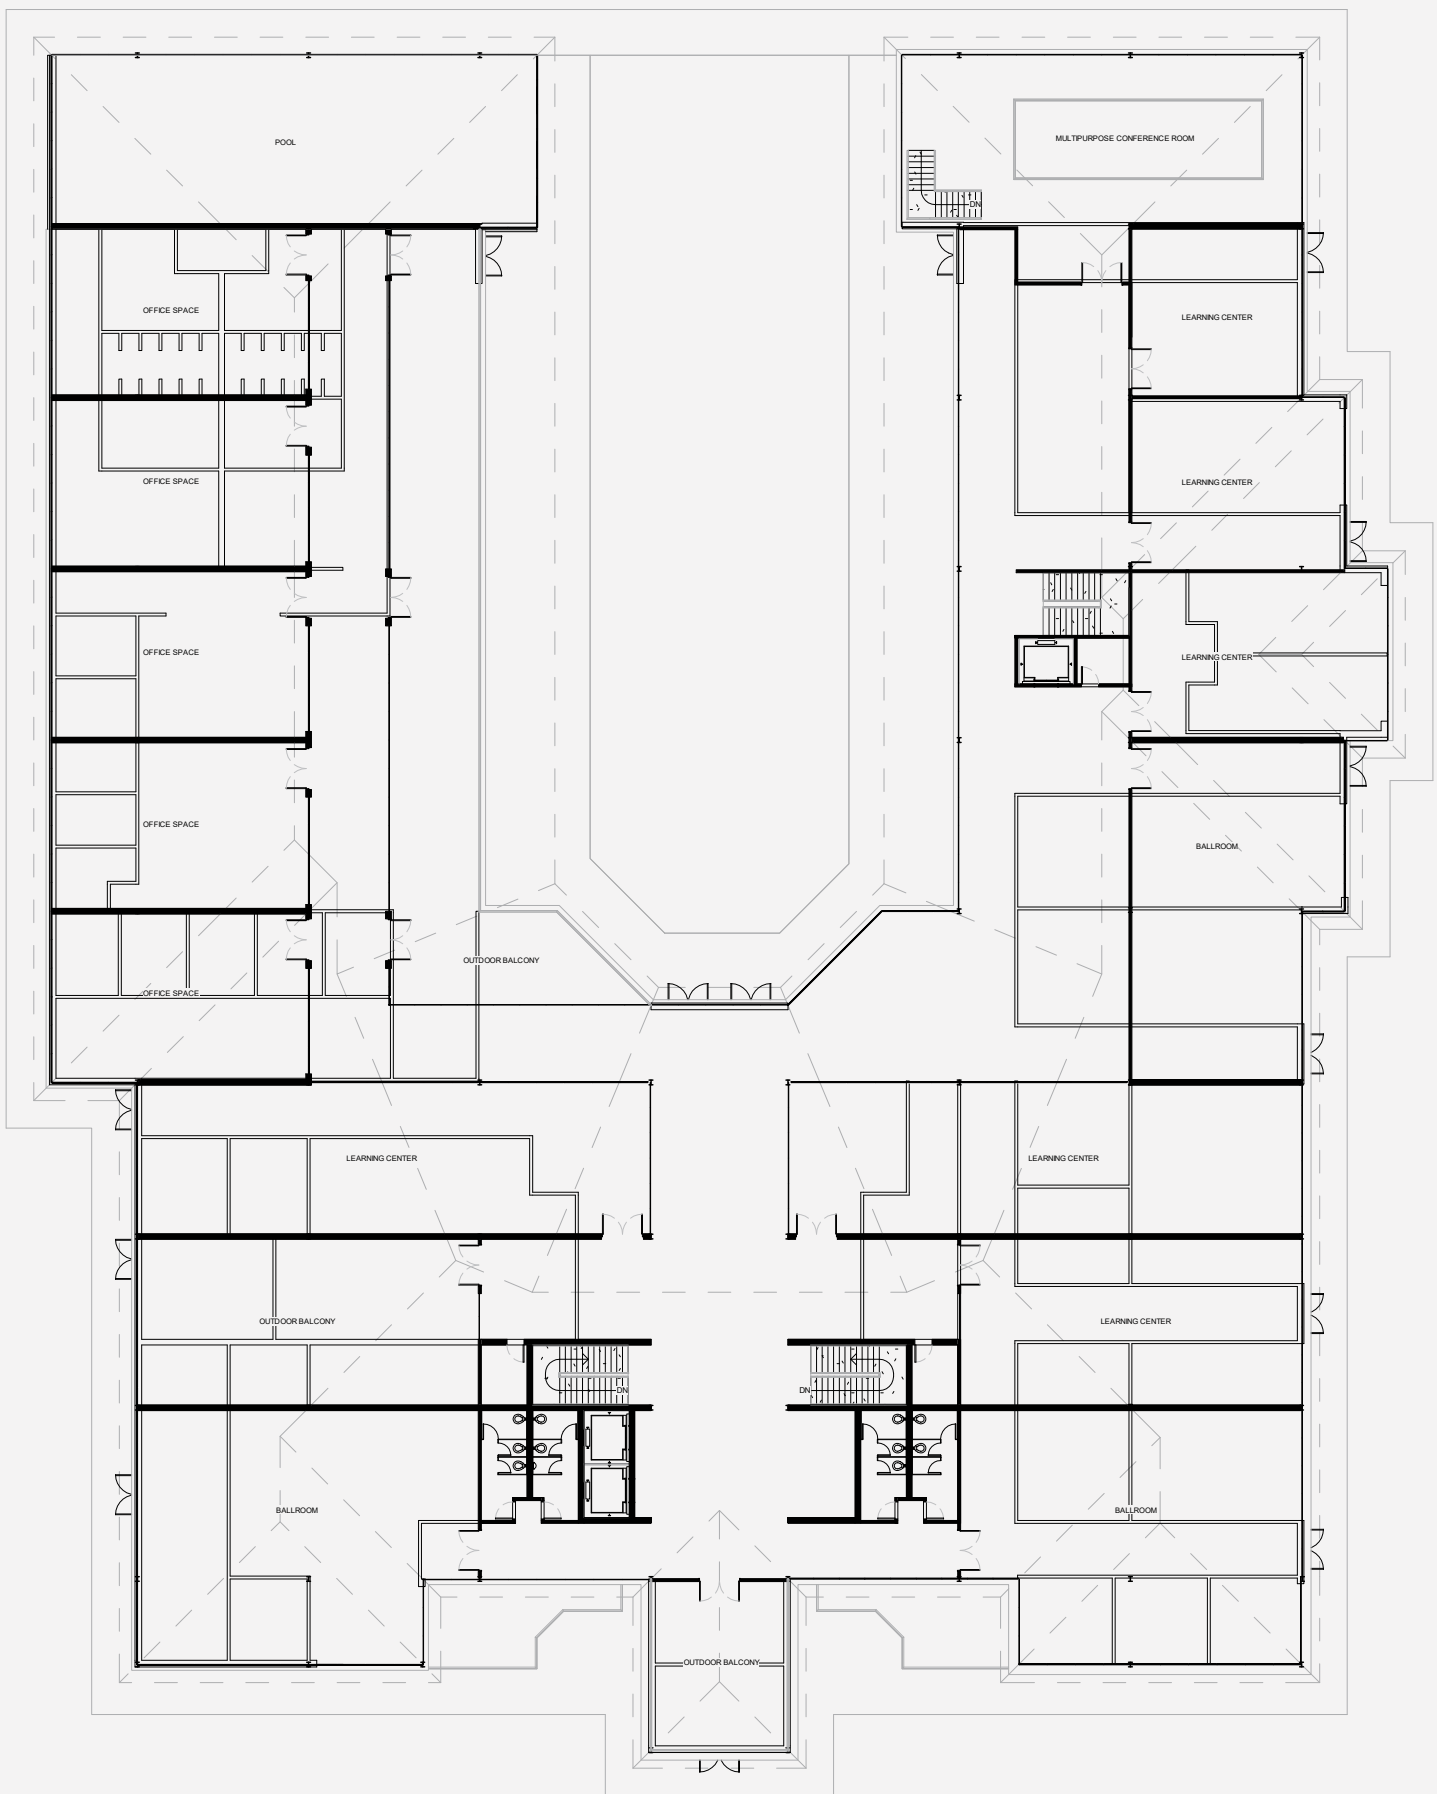 POOL
MULTIPURPOSE CONFERENCE ROOM
DN
OFFICE SPACE
LEARNING CENTER
OFFICE SPACE
LEARNING CENTER
OFFICE SPACE
LEARNING CENTER
OFFICE SPACE
BALLROOM
OUTDOOR BALCONY
OFFICE SPACE
LEARNING CENTER
LEARNING CENTER
OUTDOOR BALCONY
LEARNING CENTER
DN
DN
BALLROOM
BALLROOM
OUTDOOR BALCONY